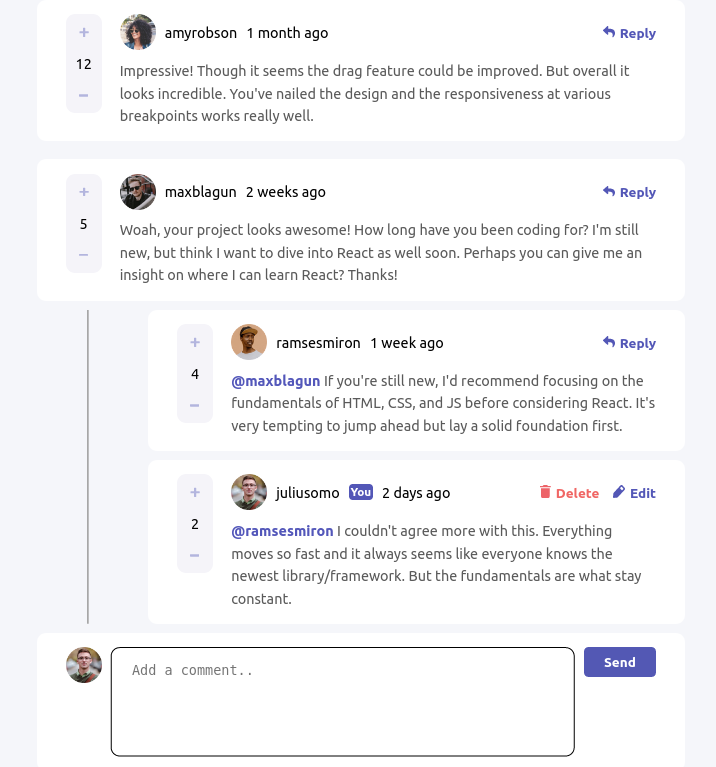 +
amyrobson 1 month ago Reply
12
−
Impressive! Though it seems the drag feature could be improved. But overall it
looks incredible. You've nailed the design and the responsiveness at various
breakpoints works really well.
+
maxblagun 2 weeks ago Reply
5
−
Woah, your project looks awesome! How long have you been coding for? I'm still
new, but think I want to dive into React as well soon. Perhaps you can give me an
insight on where I can learn React? Thanks!
+
ramsesmiron 1 week ago Reply
4
−
@maxblagun If you're still new, I'd recommend focusing on the
fundamentals of HTML, CSS, and JS before considering React. It's
very tempting to jump ahead but lay a solid foundation first.
+
juliusomo You 2 days ago Delete Edit
2
−
@ramsesmiron I couldn't agree more with this. Everything
moves so fast and it always seems like everyone knows the
newest library/framework. But the fundamentals are what stay
constant.
Add a comment..
Send